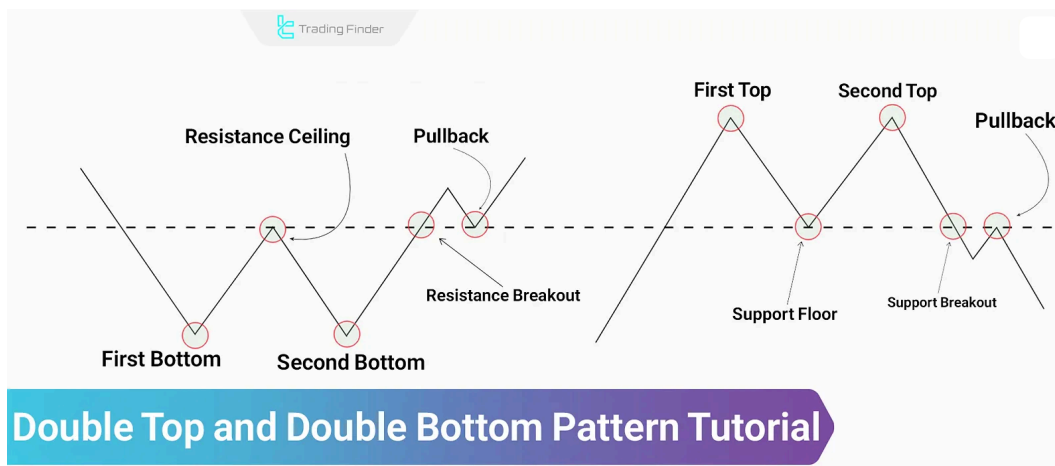 Trading Finder
Resistance Ceiling
Pullback
First Bottom
Second Bottom
Resistance Breakout
First Top
Second Top
Pullback
Support Floor
Support Breakout
Double Top and Double Bottom Pattern Tutorial